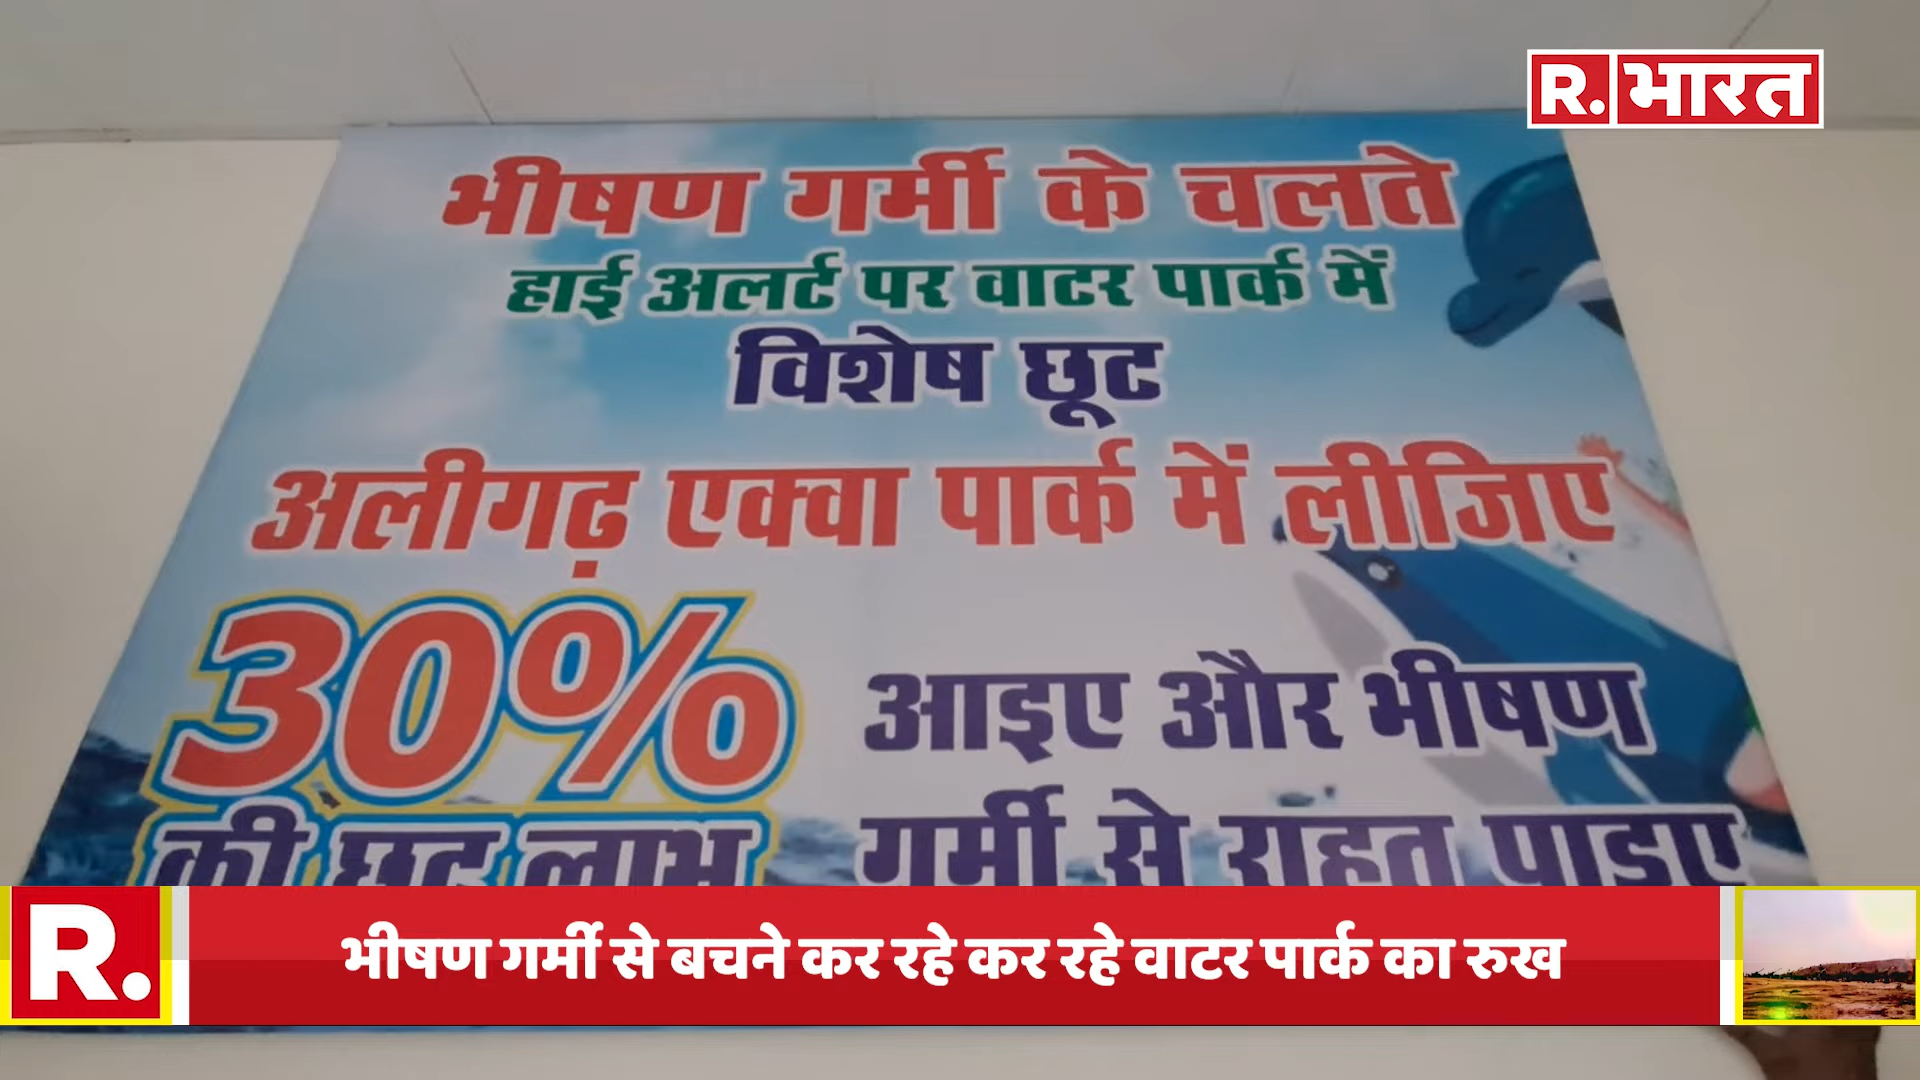 R. भारत
भीषण गर्मी के चलते
हाई अलर्ट पर वाटर पार्क में
विशेष छूट
अलीगढ़ एक्वा पार्क में लीजिए
30%
की छूट लाभ
आइए और भीषण
गर्मी से राहत पाइए
R.
भीषण गर्मी से बचने कर रहे कर रहे वाटर पार्क का रुख